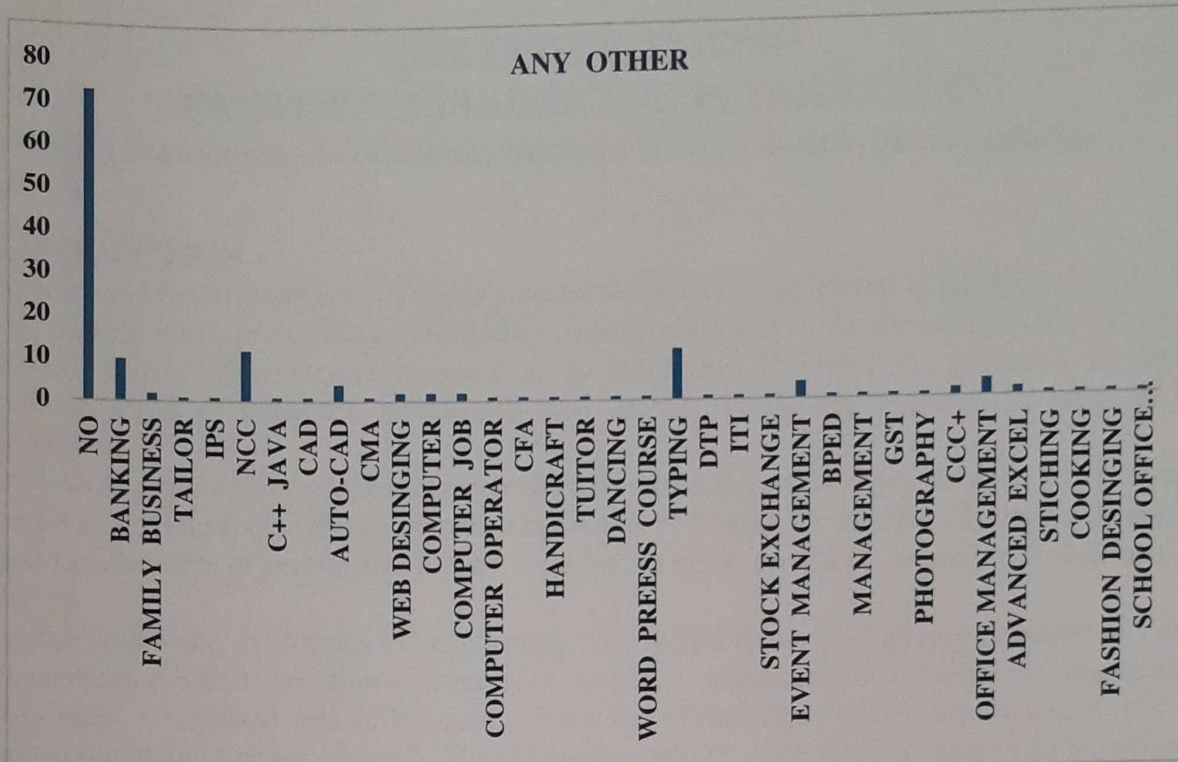 ANY OTHER
80
70
60
50
40
30
20
10
0
NO
BANKING
FAMILY BUSINESS
TAILOR
IPS
NCC
C++ JAVA
CAD
AUTO-CAD
CMA
WEB DESINGING
COMPUTER
COMPUTER JOB
COMPUTER OPERATOR
CFA
HANDICRAFT
TUTOR
DANCING
WORD PREESS COURSE
TYPING
DTP
ITI
STOCK EXCHANGE
EVENT MANAGEMENT
BPED
MANAGEMENT
GST
PHOTOGRAPHY
CCC+
OFFICE MANAGEMENT
ADVANCED EXCEL
STICHING
COOKING
FASHION DESINGING
SCHOOL OFFICE...